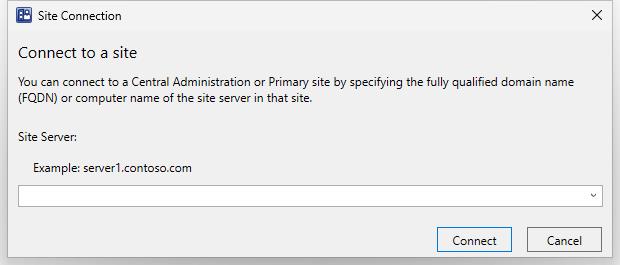 Site Connection
Connect to a site
You can connect to a Central Administration or Primary site by specifying the fully qualified domain name
(FQDN) or computer name of the site server in that site.
Site Server:
Example: server1.contoso.com
Connect Cancel